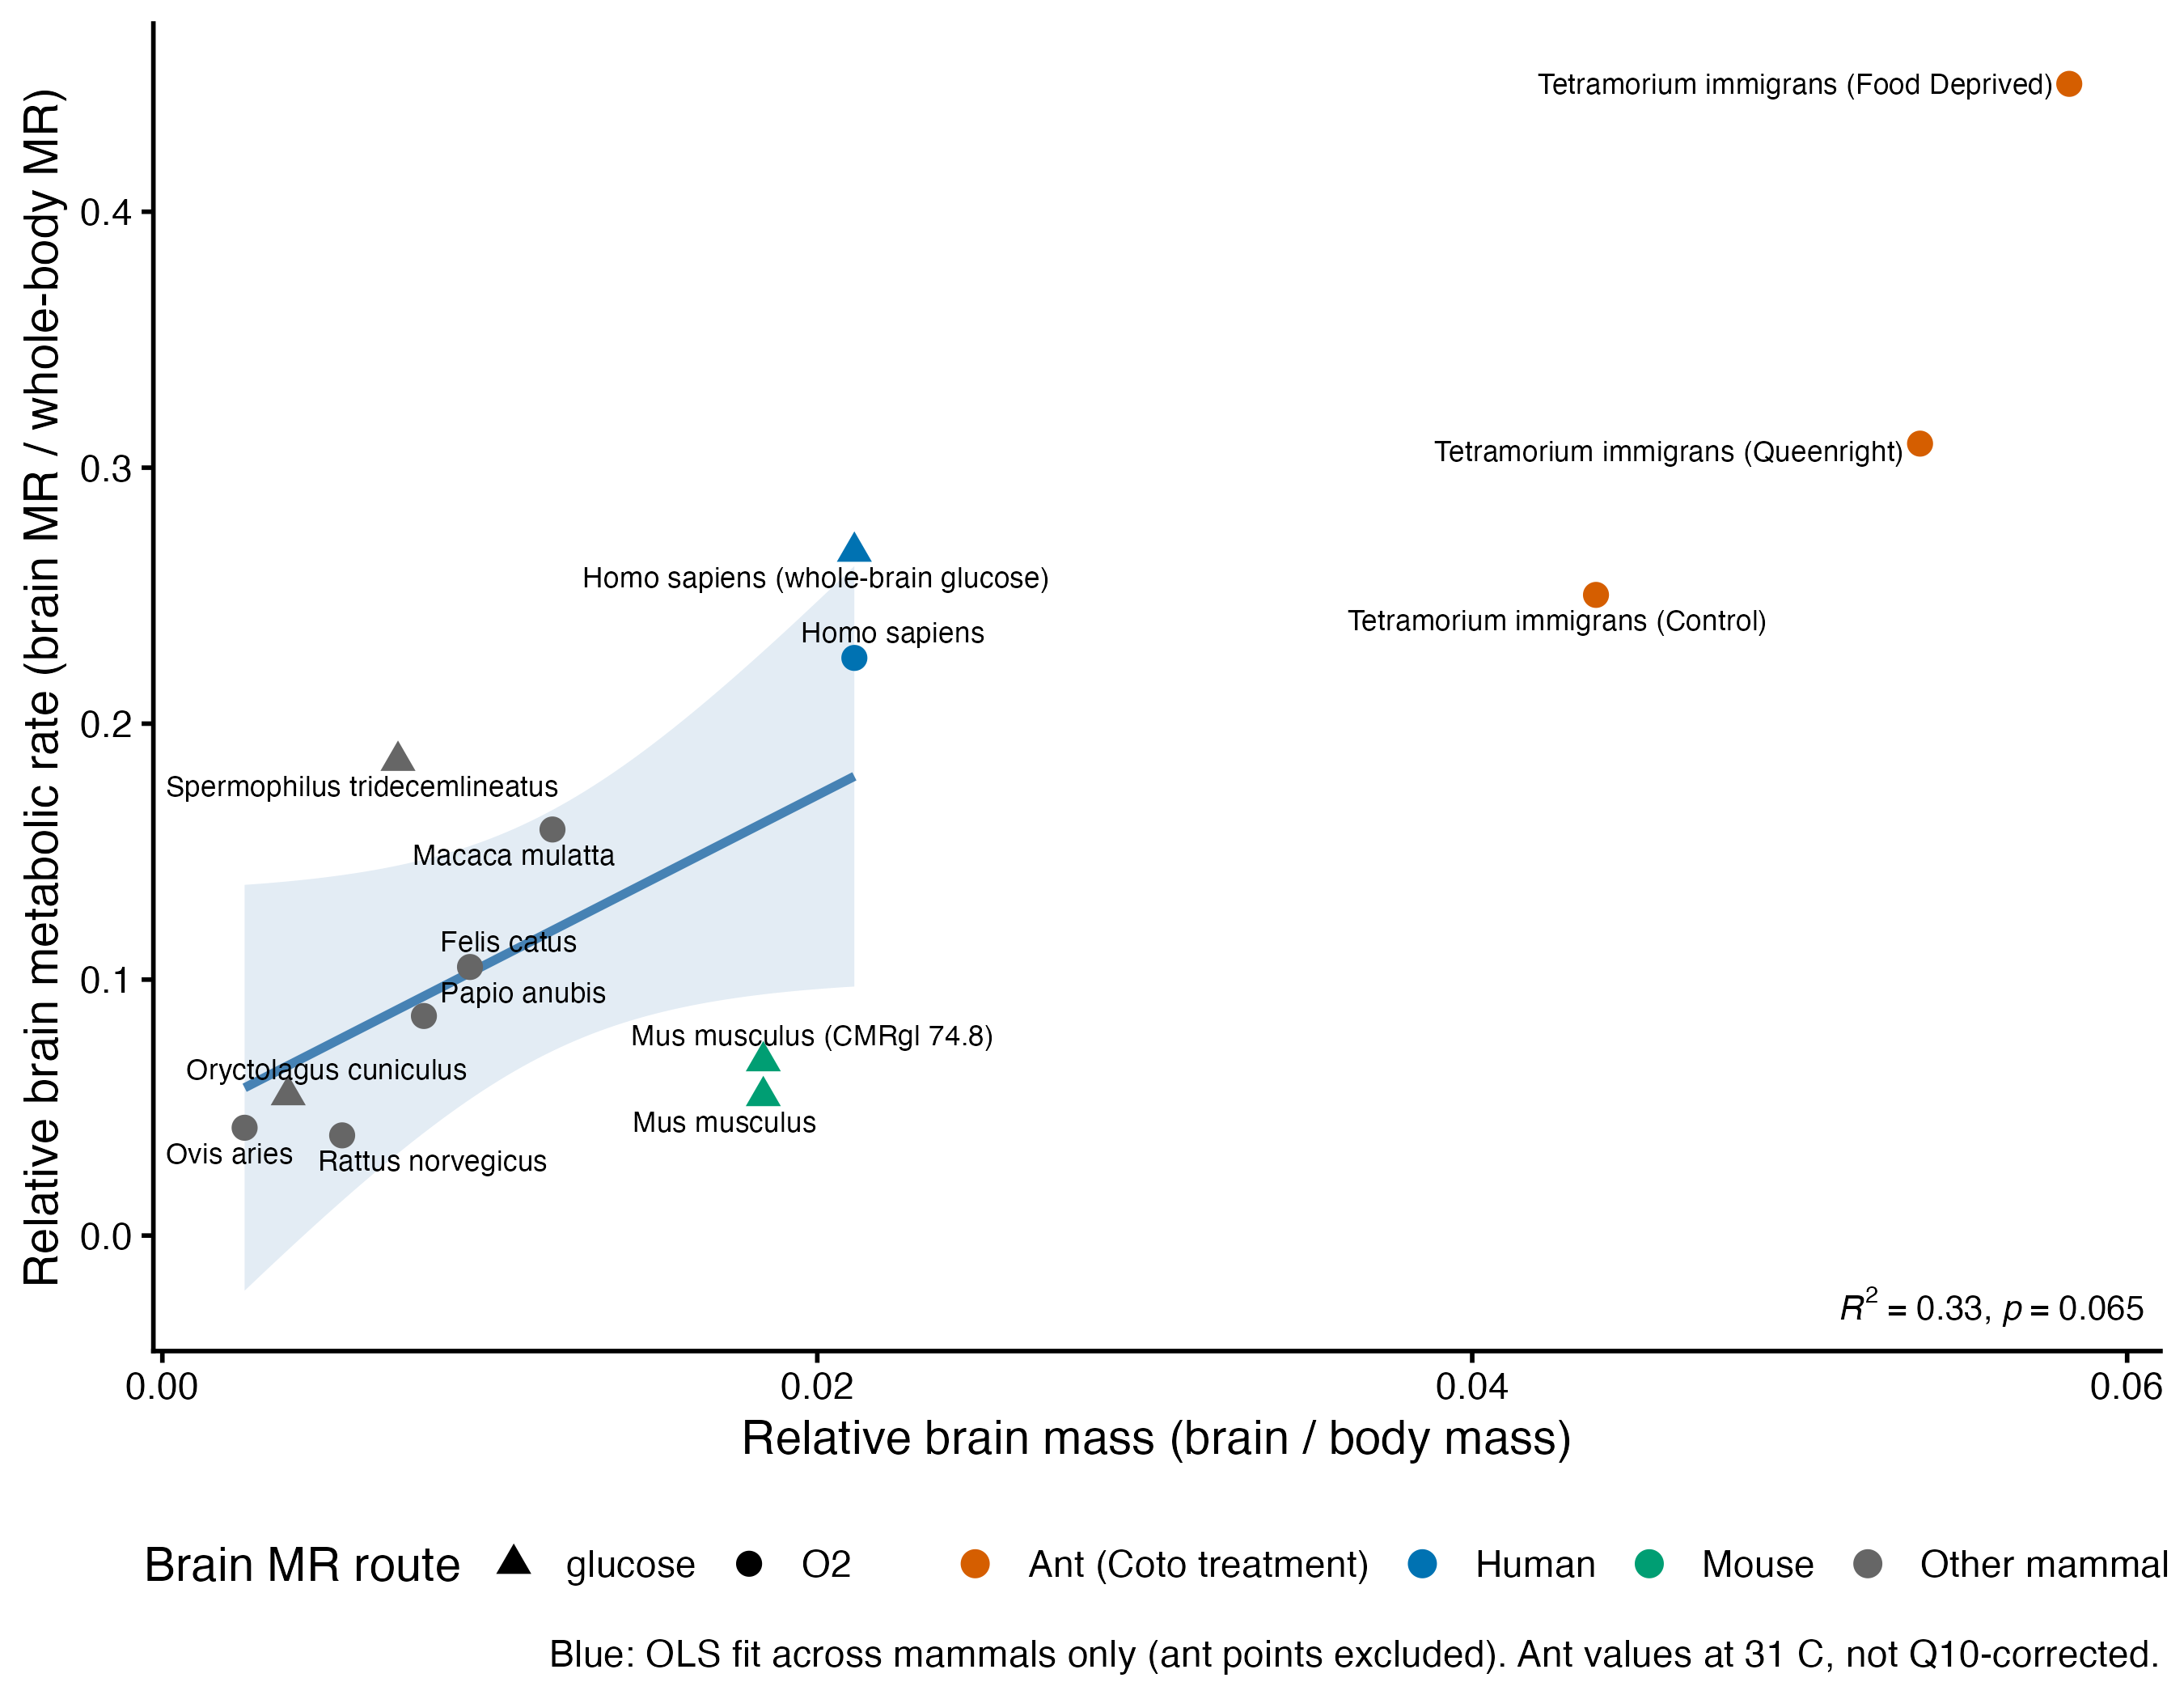 Relative brain metabolic rate (brain MR / whole-body MR)
0.4
0.3
0.2
0.1
0.0
Tetramorium immigrans (Food Deprived)
Tetramorium immigrans (Queenright)
Homo sapiens (whole-brain glucose)
Tetramorium immigrans (Control)
Homo sapiens
Spermophilus tridecemlineatus
Macaca mulatta
Felis catus
Papio anubis
Mus musculus (CMRgl 74.8)
Oryctolagus cuniculus
Mus musculus
Ovis aries
Rattus norvegicus
R2 = 0.33, p = 0.065
0.00 0.02 0.04 0.06
Relative brain mass (brain / body mass)
Brain MR route glucose O2 Ant (Coto treatment) Human Mouse Other mammal
Blue: OLS fit across mammals only (ant points excluded). Ant values at 31 C, not Q10-corrected.